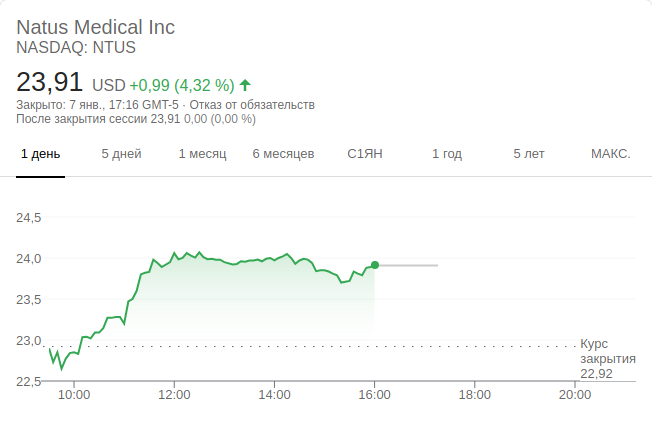 Natus Medical Inc
NASDAQ: NTUS
23,91 USD +0,99 (4,32 %)
Закрыто: 7 янв., 17:16 GMT-5 · Отказ от обязательств
После закрытия сессии 23,91 0,00 (0,00 %)
1 день 5 дней 1 месяц 6 месяцев С1ЯН 1 год 5 лет МАКС.
24,5
24,0
23,5
23,0
Курс
закрытия
22,92
22,5
10:00 12:00 14:00 16:00 18:00 20:00